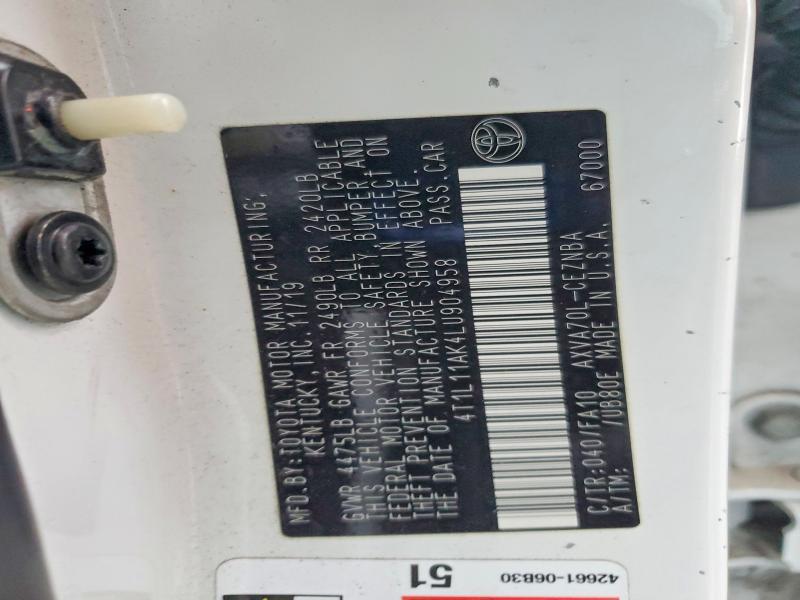 MFD.BY:TOYOTA MOTOR MANUFACTURING,
KENTUCKY, INC. 11/19
GVWR 4475LB GAWR FR 2490LB RR 2420LB
THIS VEHICLE CONFORMS TO ALL APPLICABLE
FEDERAL MOTOR VEHICLE SAFETY, BUMPER AND
THEFT PREVENTION STANDARDS IN EFFECT ON
THE DATE OF MANUFACTURE SHOWN ABOVE.
4T1L11AK4LU904958 PASS.CAR
C/TR:040/FA10 AXVA70L-CEZNBA 67000
A/TM: /UB80E MADE IN U.S.A.
51
42661-06B30